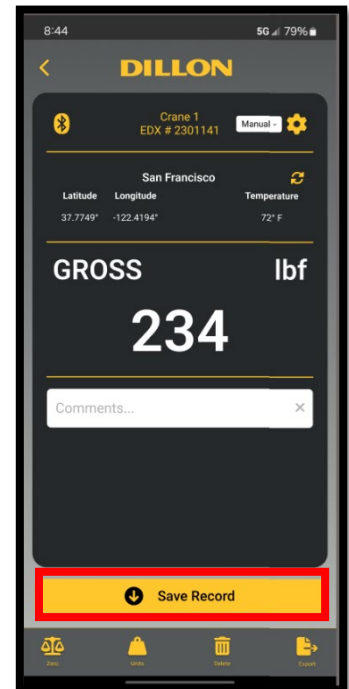 8:44 5G 79%
DILLON
Crane 1
EDX # 2301141 Manual
San Francisco
Latitude Longitude Temperature
37.7749° -122.4194° 72° F
GROSS lbf
234
Comments...
Save Record
Zero Units Delete Export